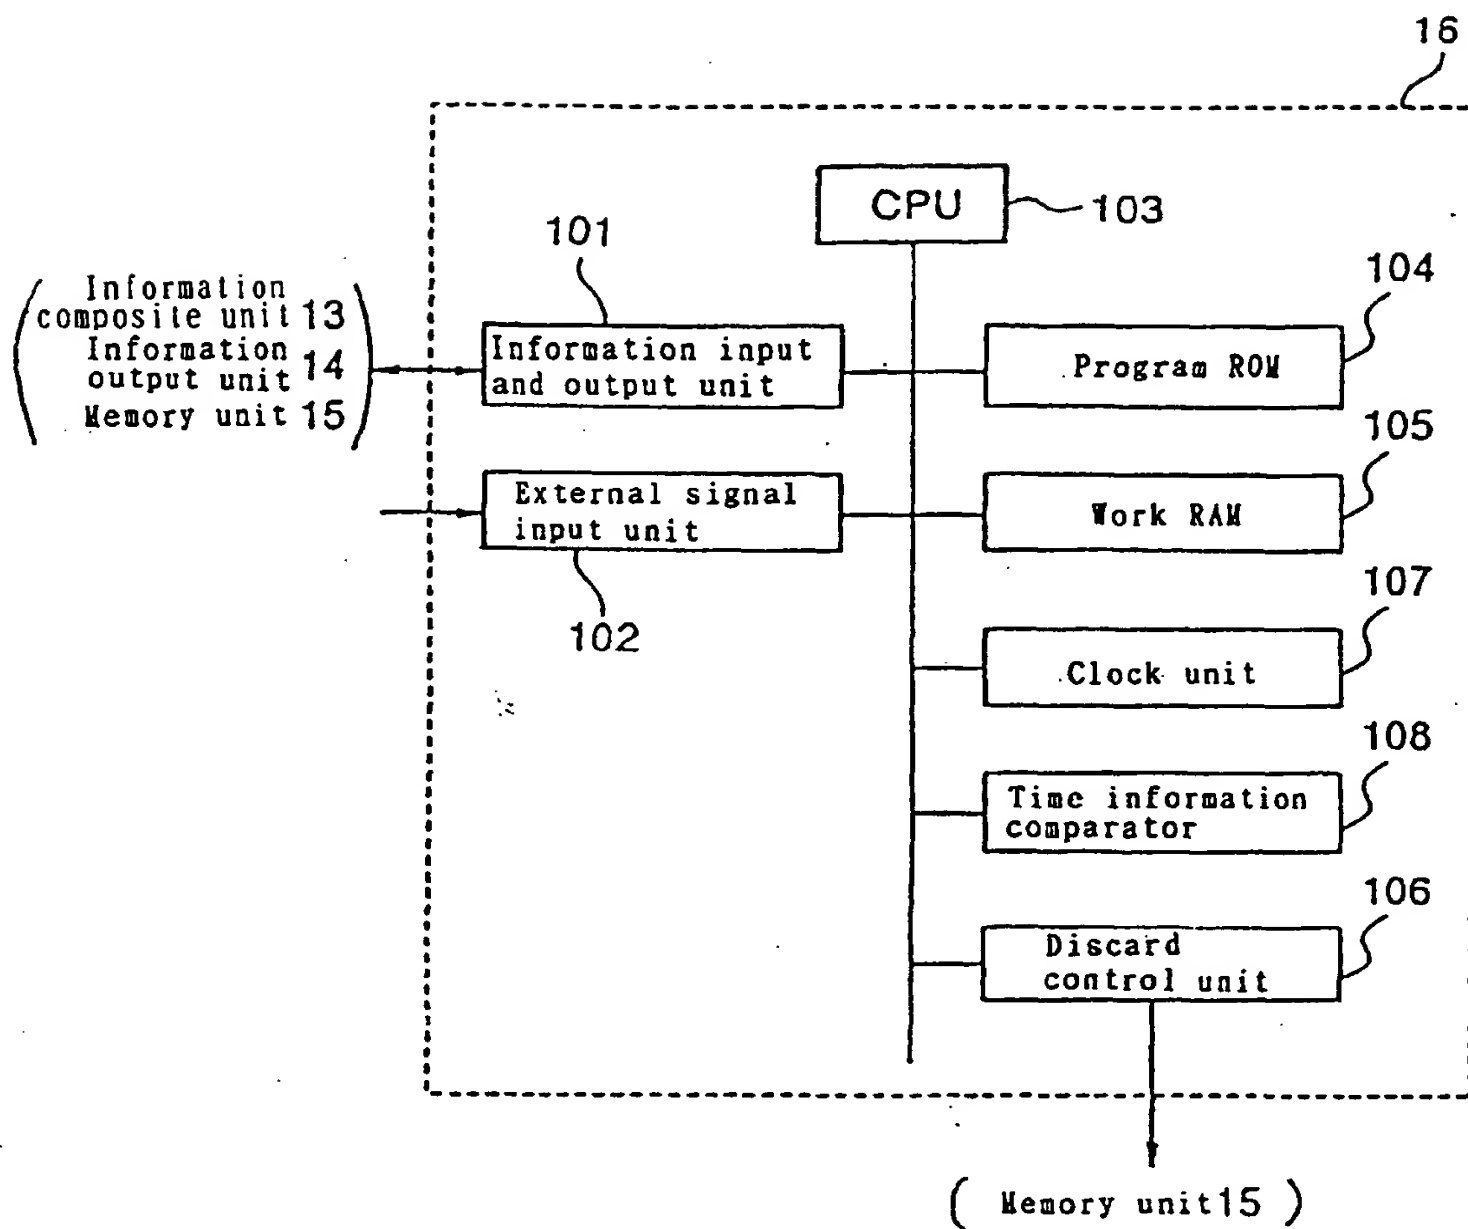 16
CPU
103
101
104
( Information
composite unit 13
Information
output unit 14
Memory unit 15 )
Information input
and output unit
Program ROM
105
External signal
input unit
Work RAM
102
107
Clock unit
108
Time information
comparator
106
Discard
control unit
( Memory unit 15 )